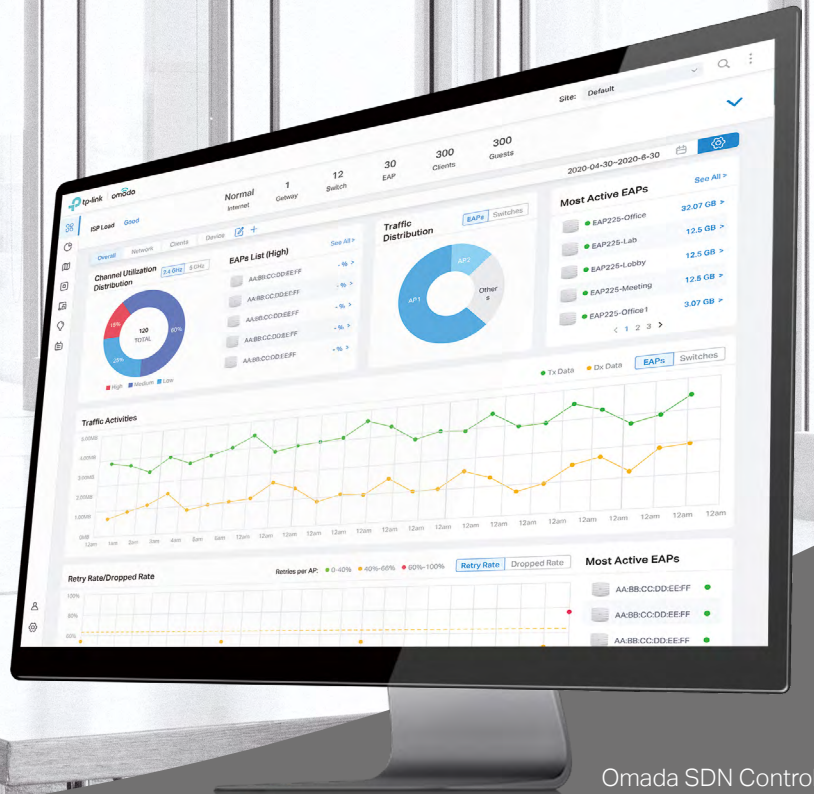 Site: Default
tp-link omada
Normal
Internet
1
Getway
12
Switch
30
EAP
300
Clients
300
Guests
ISP Load Good
2020-04-30~2020-6-30
Overall Network Clients Device
Channel Utilization
Distribution
2.4 GHz 5 GHz
120
TOTAL
60%
High Medium Low
EAPs List (High)
See All>
AA:BB:CC:DD:EE:FF - % >
AA:BB:CC:DD:EE:FF - % >
AA:BB:CC:DD:EE:FF - % >
AA:BB:CC:DD:EE:FF - % >
AA:BB:CC:DD:EE:FF - % >
Traffic
Distribution
EAPs Switches
AP2
AP1
Other
s
Most Active EAPs
See All >
EAP225-Office 32.07 GB >
EAP225-Lab 12.5 GB >
EAP225-Lobby 12.5 GB >
EAP225-Meeting 12.5 GB >
EAP225-Office1 3.07 GB >
< 1 2 3 >
Tx Data Dx Data EAPs Switches
Traffic Activities
5.00MB
4.00MB
3.00MB
2.00MB
1.00MB
0MB
12am 1am 2am 3am 4am 5am 6am 12am 12am 12am 12am 12am 12am 12am 12am 12am 12am 12am 12am 12am 12am 12am
Retry Rate/Dropped Rate
Retries per AP: 0-40% 40%-66% 60%-100% Retry Rate Dropped Rate
100%
80%
60%
Most Active EAPs
AA:BB:CC:DD:EE:FF
AA:BB:CC:DD:EE:FF
AA:BB:CC:DD:EE:FF
Omada SDN Contro